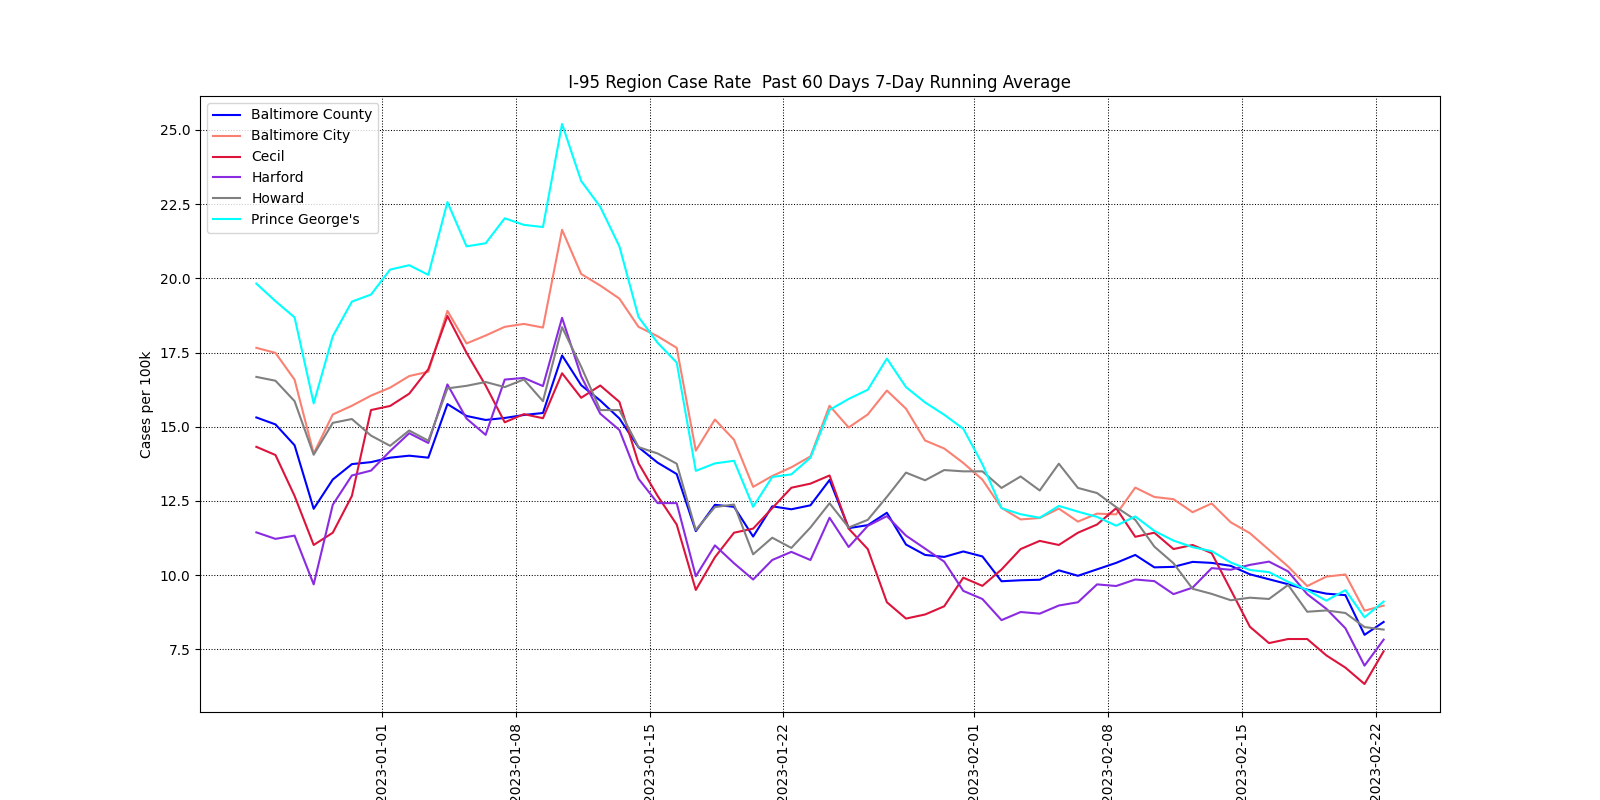 I-95 Region Case Rate  Past 60 Days 7-Day Running Average
Baltimore County
Baltimore City
Cecil
Harford
Howard
Prince George's
Cases per 100k
25.0
22.5
20.0
17.5
15.0
12.5
10.0
7.5
2023-01-01
2023-01-08
2023-01-15
2023-01-22
2023-02-01
2023-02-08
2023-02-15
2023-02-22